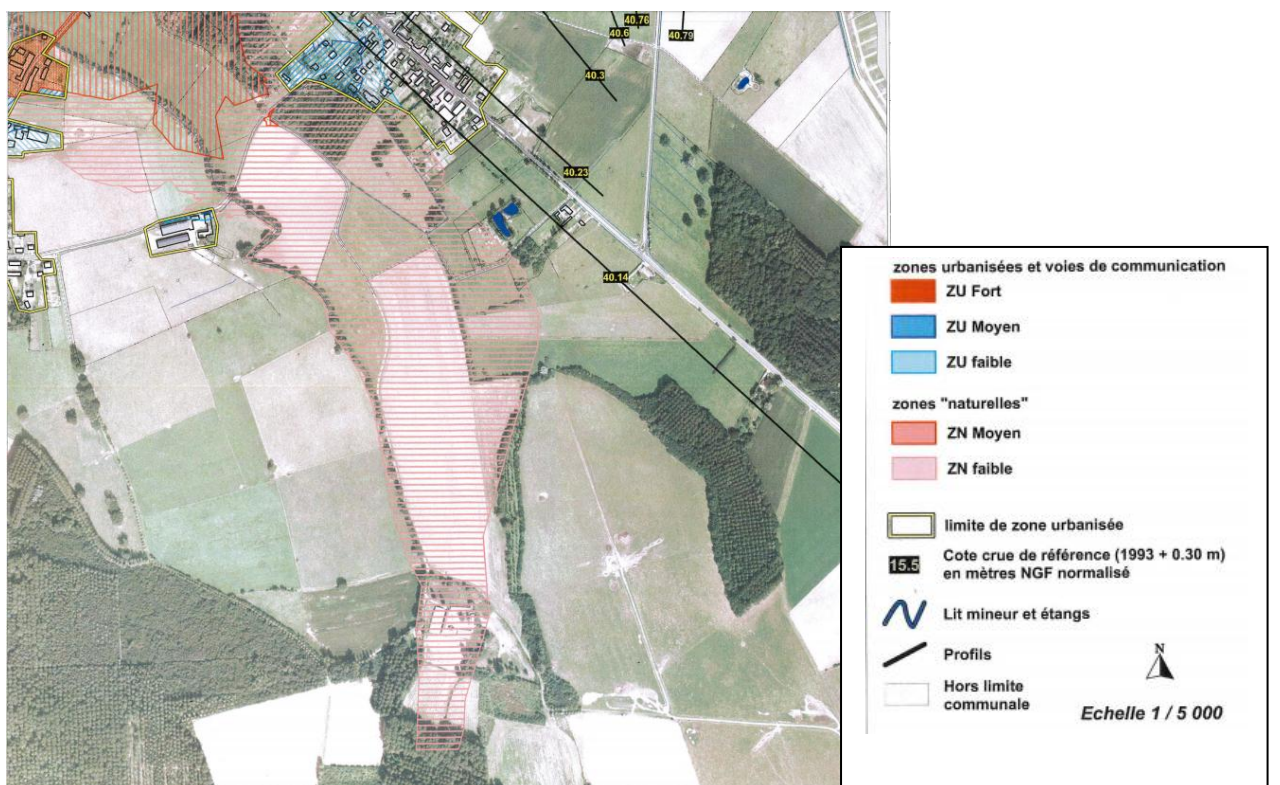 40.76
40.6
40.79
40.3
40.23
40.14
zones urbanisées et voies de communication
ZU Fort
ZU Moyen
ZU faible
zones "naturelles"
ZN Moyen
ZN faible
limite de zone urbanisée
15.5
Cote crue de référence (1993 + 0.30 m)
en mètres NGF normalisé
Lit mineur et étangs
Profils
N
Hors limite
communale
Echelle 1 / 5 000